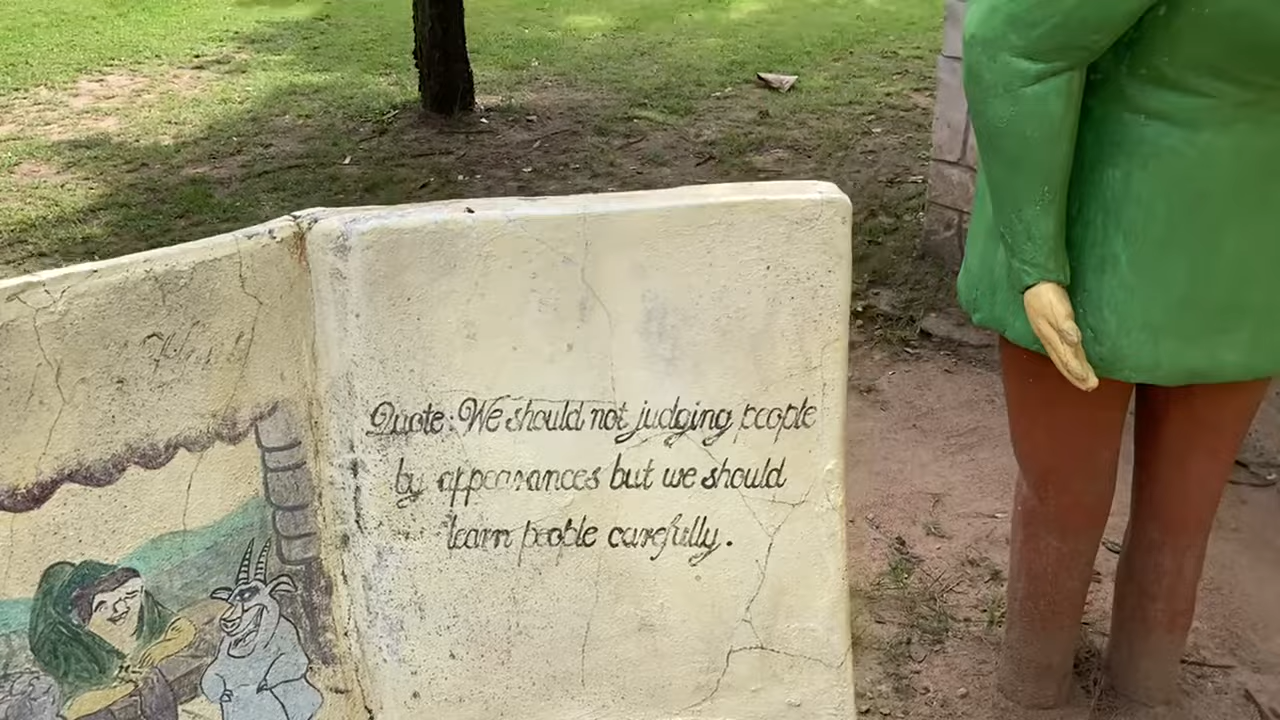 Quote: We should not judging people
by appearances but we should
learn people carefully.